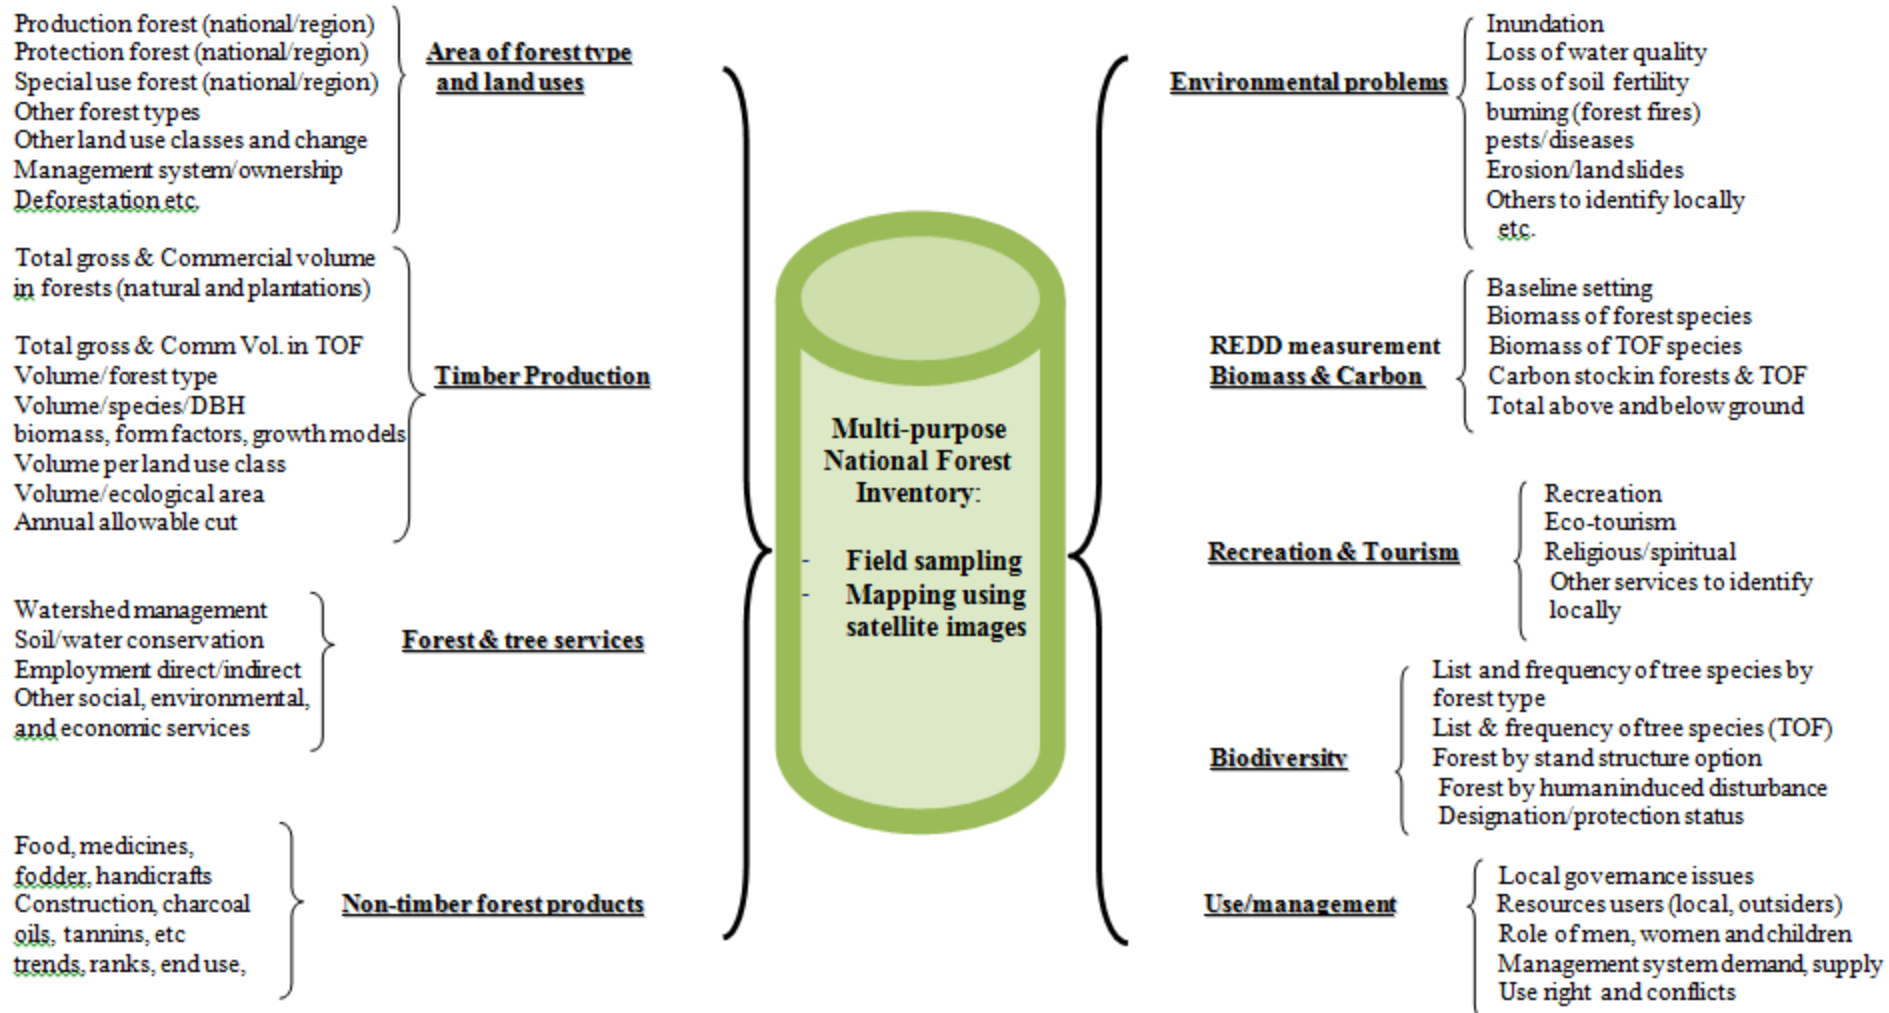 Production forest (national/region)
Protection forest (national/region)
Special use forest (national/region)
Other forest types
Other land use classes and change
Management system/ownership
Deforestation etc.
Area of forest type
and land uses
Total gross & Commercial volume
in forests (natural and plantations)
Total gross & Comm Vol. in TOF
Volume/forest type
Volume/species/DBH
biomass, form factors, growth models
Volume per land use class
Volume/ecological area
Annual allowable cut
Timber Production
Watershed management
Soil/water conservation
Employment direct/indirect
Other social, environmental,
and economic services
Forest & tree services
Food, medicines,
fodder, handicrafts
Construction, charcoal
oils, tannins, etc
trends, ranks, end use,
Non-timber forest products
Multi-purpose
National Forest
Inventory:
- Field sampling
- Mapping using
satellite images
Environmental problems
Inundation
Loss of water quality
Loss of soil fertility
burning (forest fires)
pests/diseases
Erosion/landslides
Others to identify locally
etc.
REDD measurement
Biomass & Carbon
Baseline setting
Biomass of forest species
Biomass of TOF species
Carbon stock in forests & TOF
Total above and below ground
Recreation & Tourism
Recreation
Eco-tourism
Religious/spiritual
Other services to identify
locally
Biodiversity
List and frequency of tree species by
forest type
List & frequency of tree species (TOF)
Forest by stand structure option
Forest by human induced disturbance
Designation/protection status
Use/management
Local governance issues
Resources users (local, outsiders)
Role of men, women and children
Management system demand, supply
Use right and conflicts